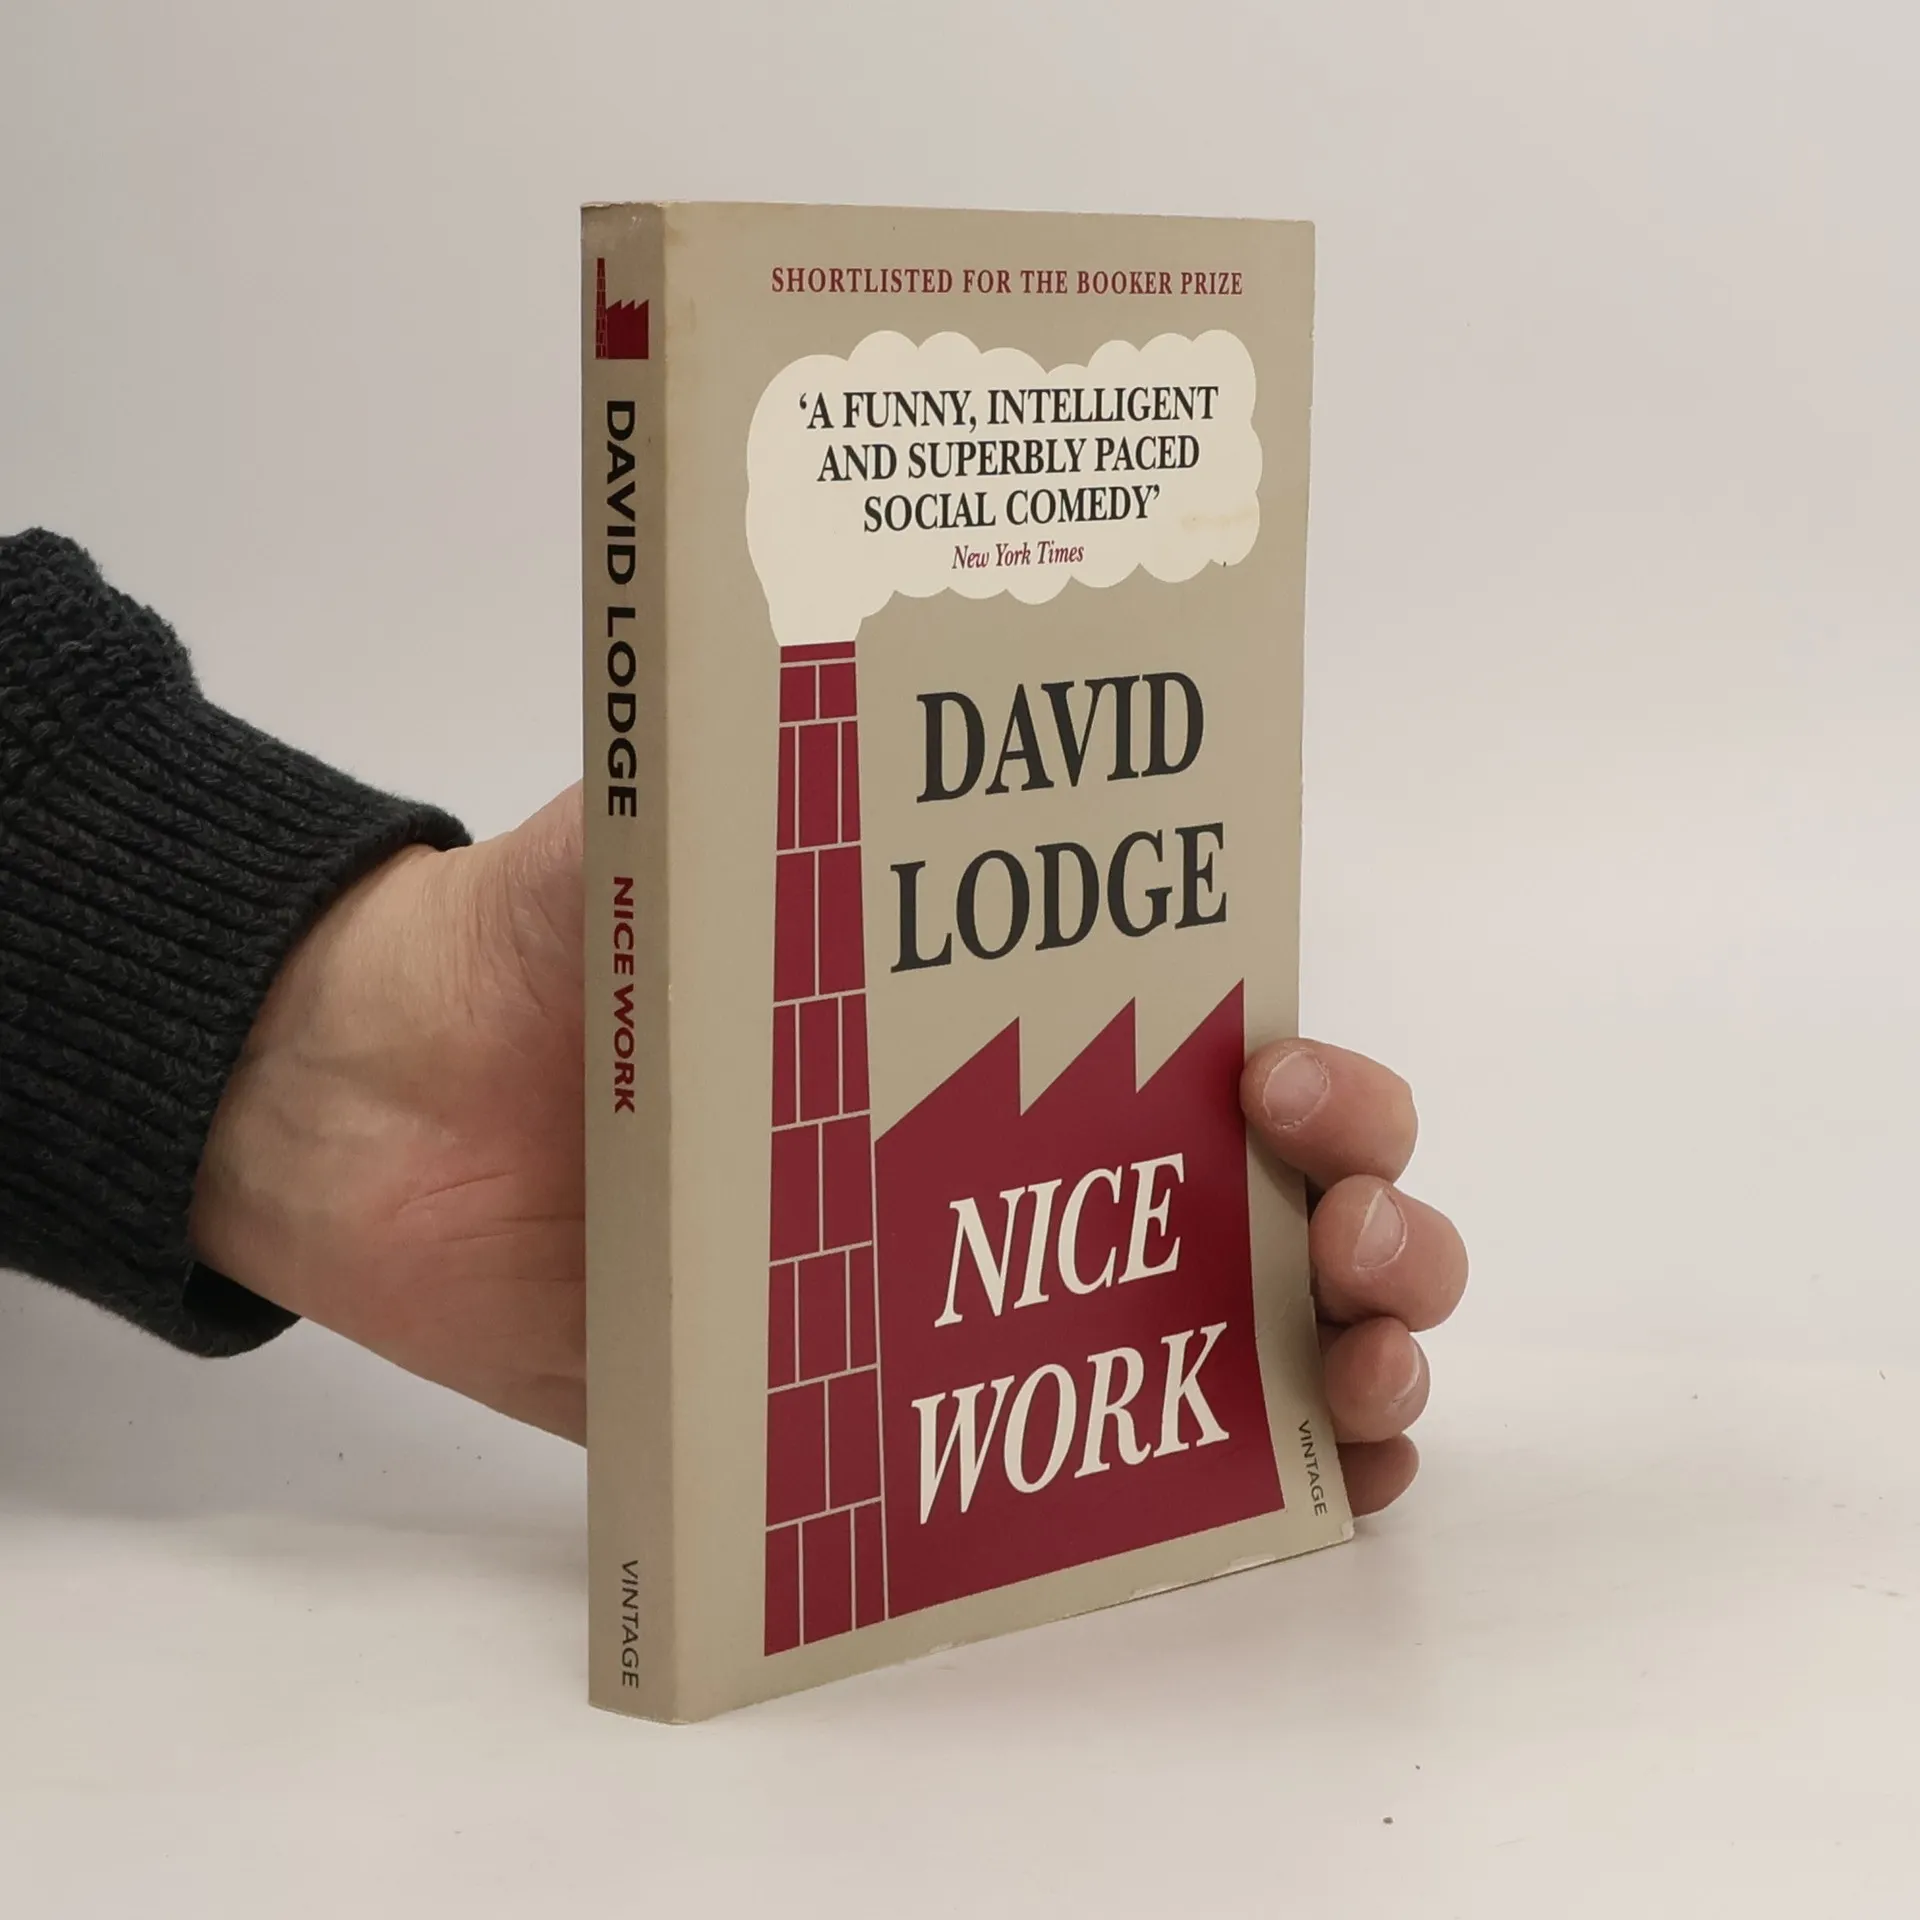 DAVID LODGE NICE WORK
VINTAGE
SHORTLISTED FOR THE BOOKER PRIZE
‘A FUNNY, INTELLIGENT
AND SUPERBLY PACED
SOCIAL COMEDY’
New York Times
DAVID
LODGE
NICE
WORK
VINTAGE